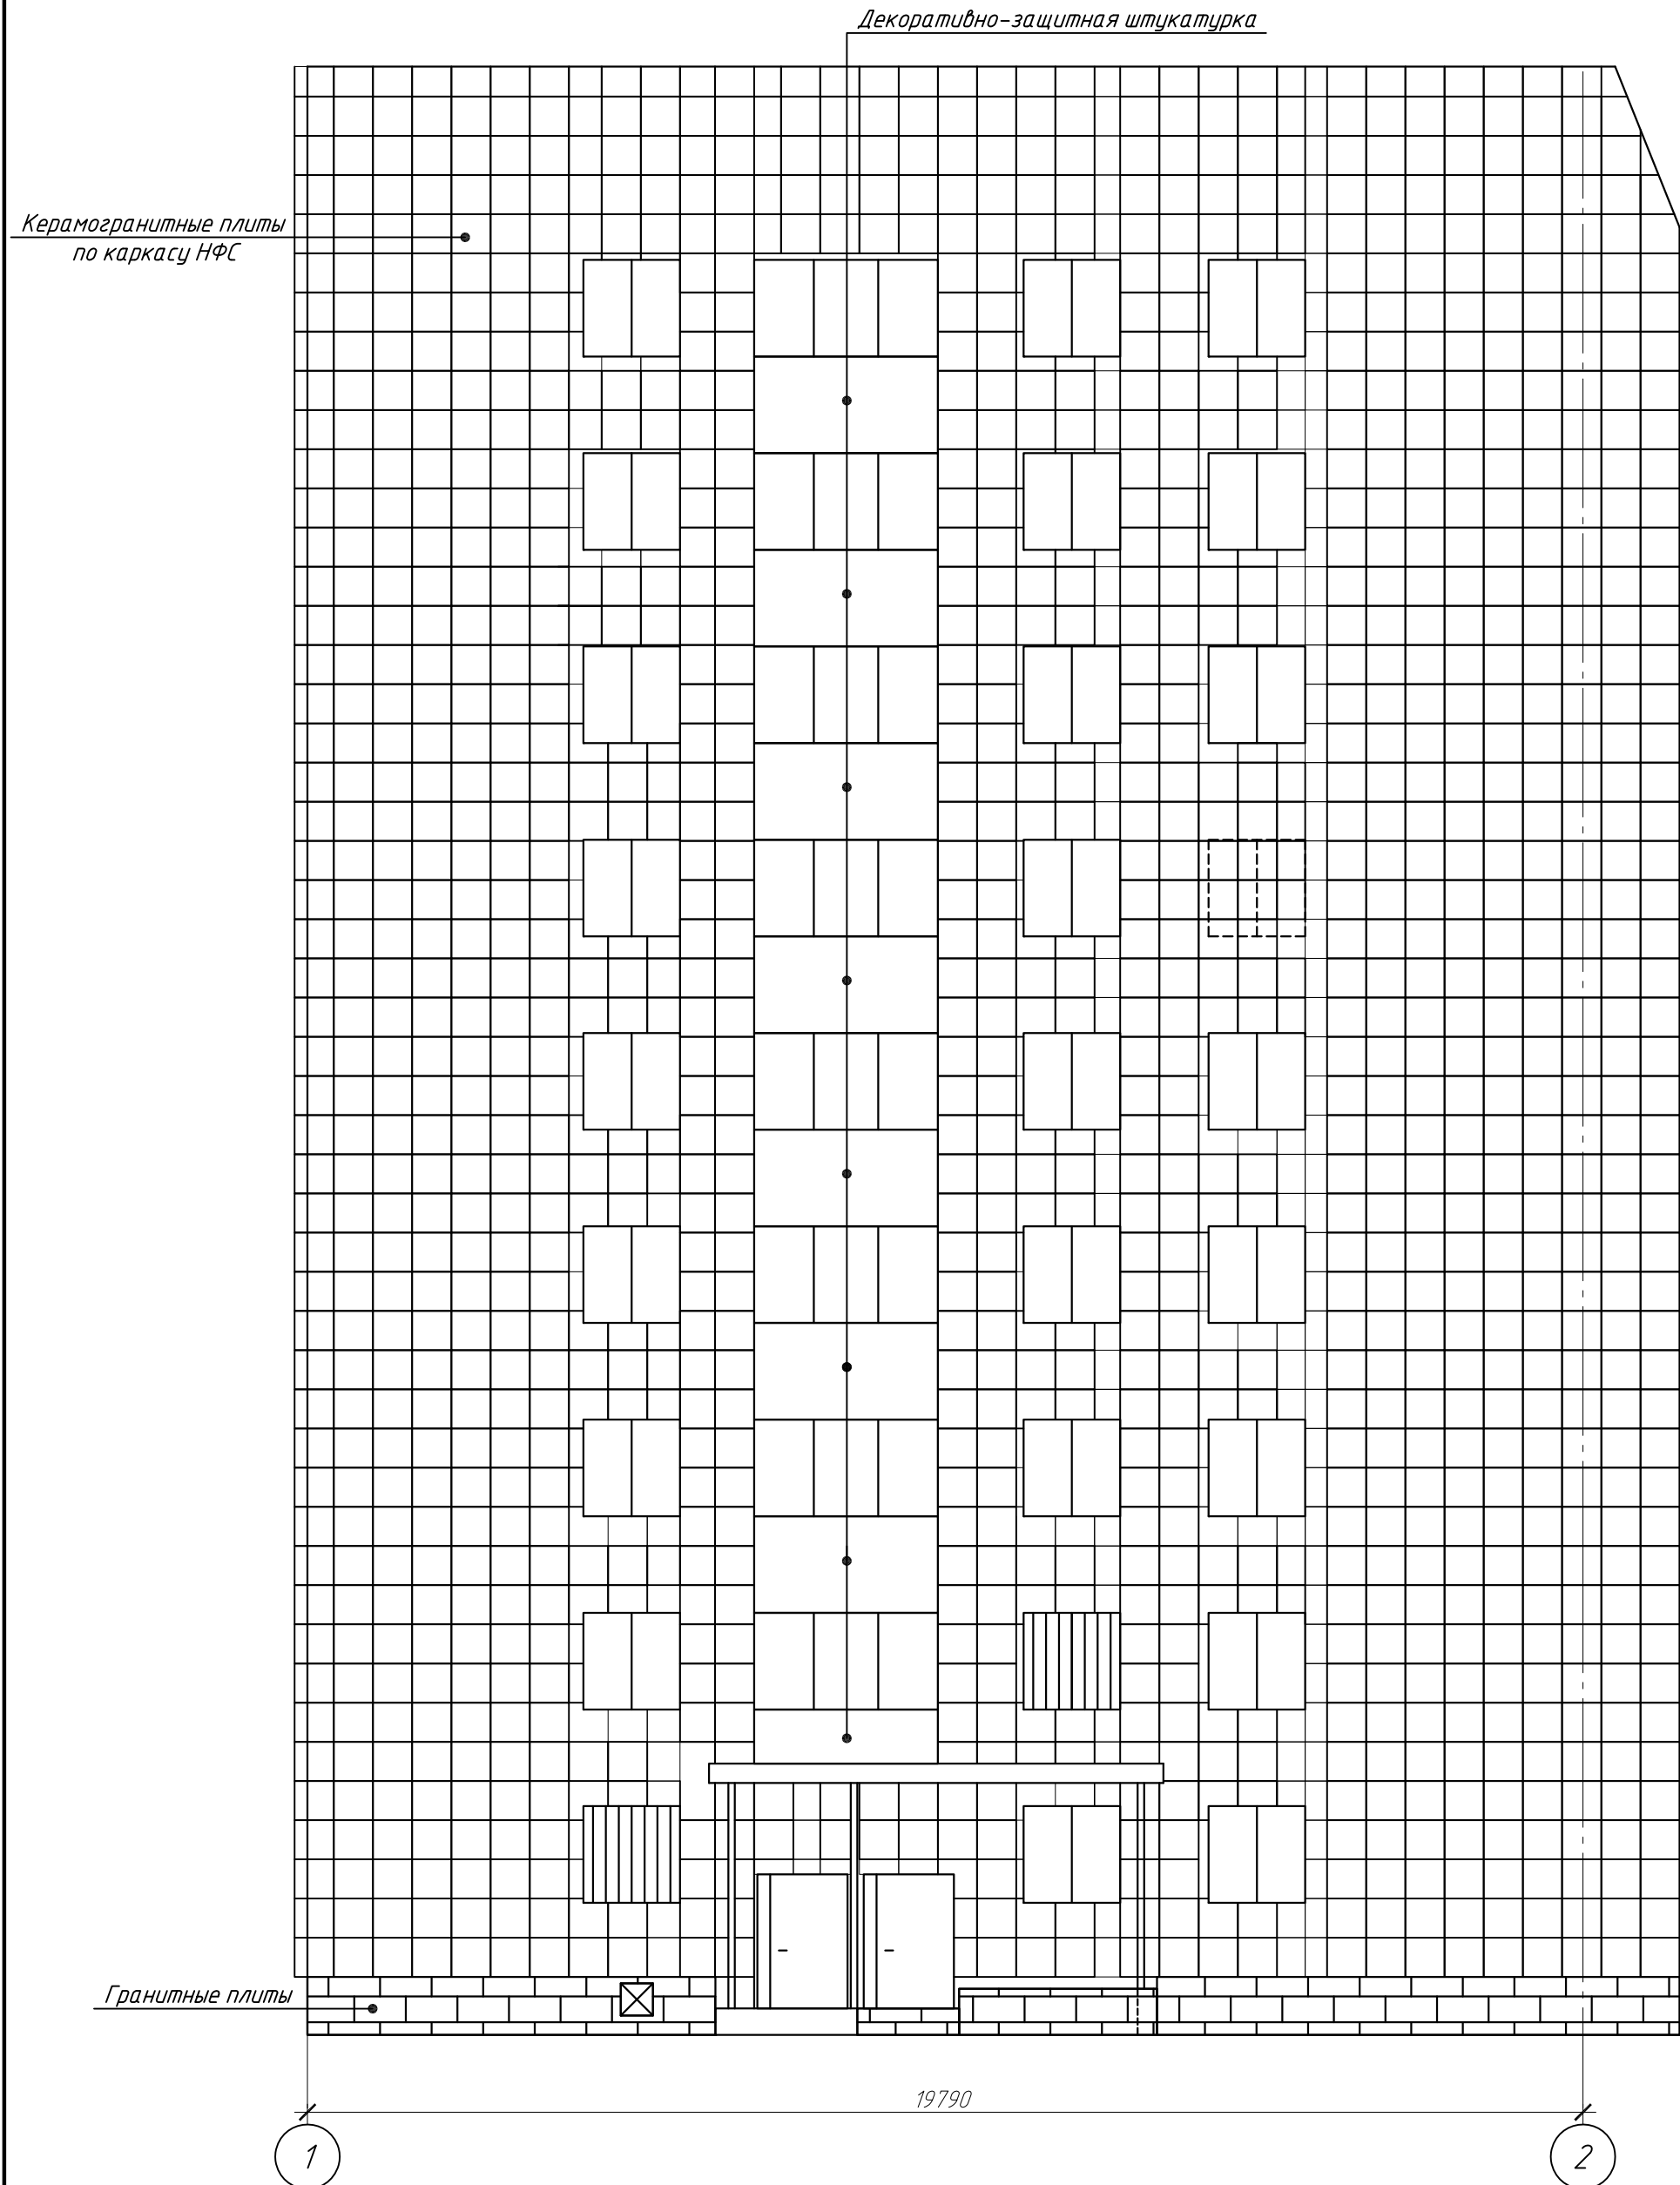 Декоративно-защитная штукатурка
Керамогранитные плиты
по каркасу НФС
Гранитные плиты
19790
1
2